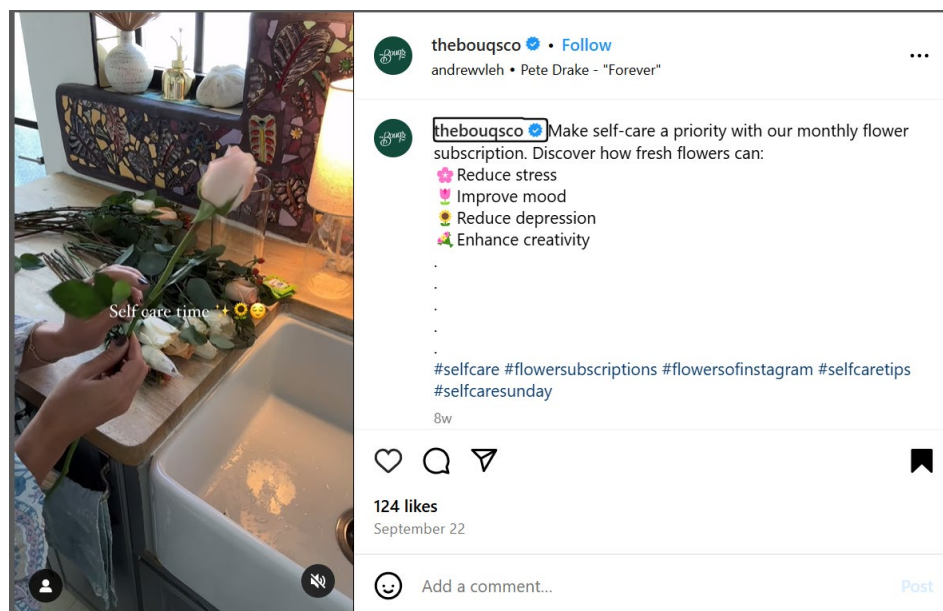 Self care time ✨🌻😌
Bouqs
thebouqsco • Follow
andrewvleh • Pete Drake - "Forever"
Bouqs
thebouqsco Make self-care a priority with our monthly flower
subscription. Discover how fresh flowers can:
🌸 Reduce stress
🌷 Improve mood
🌻 Reduce depression
💐 Enhance creativity
.
.
.
.
.
#selfcare #flowersubscriptions #flowersofinstagram #selfcaretips
#selfcaresunday
8w
124 likes
September 22
Add a comment...
Post